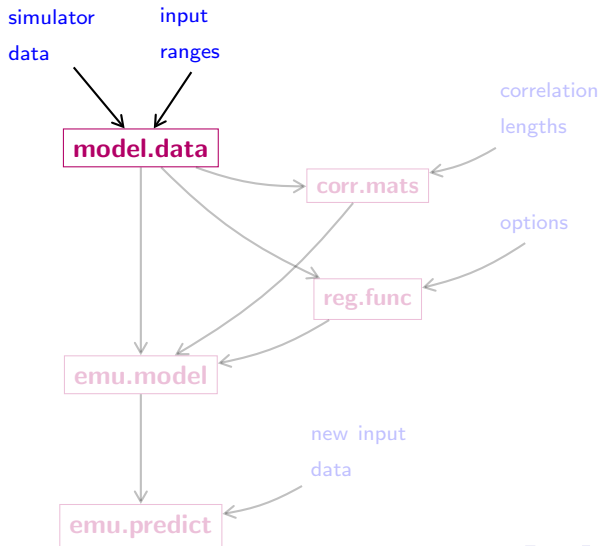 simulator
data
input
ranges
correlation
lengths
model.data
corr.mats
options
reg.func
emu.model
new input
data
emu.predict